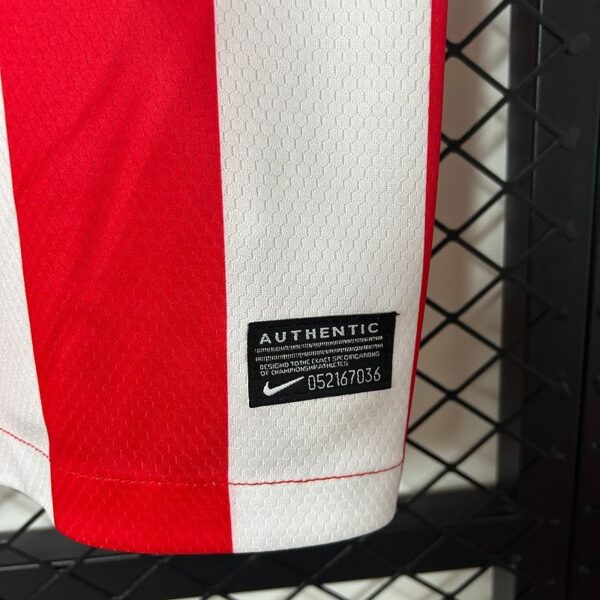 AUTHENTIC
DESIGNED TO THE EXACT SPECIFICATIONS
OF CHAMPIONSHIP ATHLETES
052167036